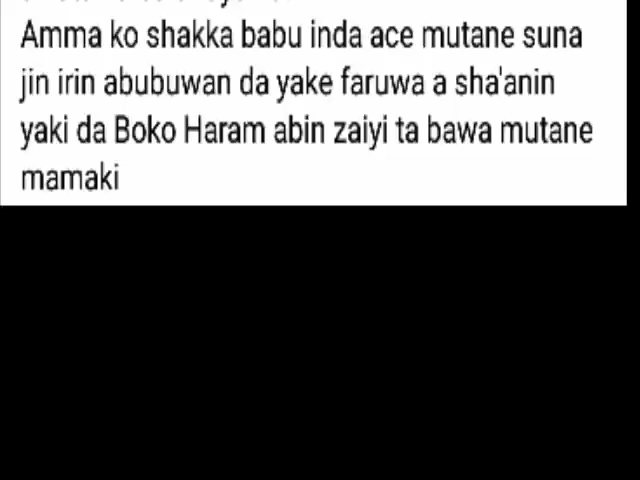 Amma ko shakka babu inda ace mutane suna
jin irin abubuwan da yake faruwa a sha'anin
yaki da Boko Haram abin zaiyi ta bawa mutane
mamaki